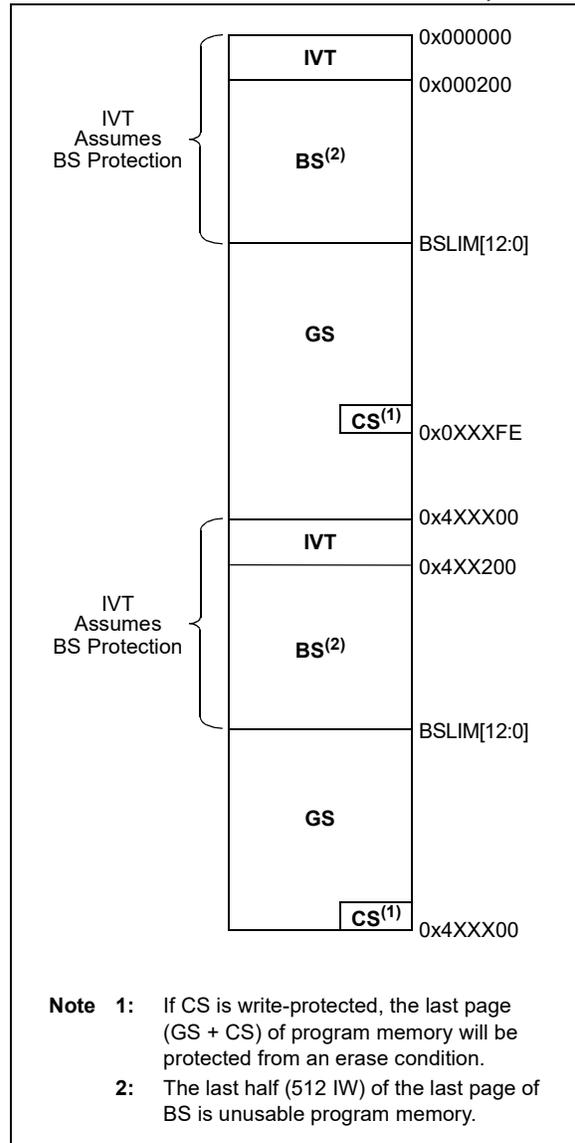 0x000000
IVT
0x000200
IVT
Assumes
BS Protection
BS(2)
BSLIM[12:0]
GS
CS(1)
0x0XXXFE
0x4XXX00
IVT
0x4XX200
IVT
Assumes
BS Protection
BS(2)
BSLIM[12:0]
GS
CS(1)
0x4XXX00
Note 1: If CS is write-protected, the last page
(GS + CS) of program memory will be
protected from an erase condition.
2: The last half (512 IW) of the last page of
BS is unusable program memory.